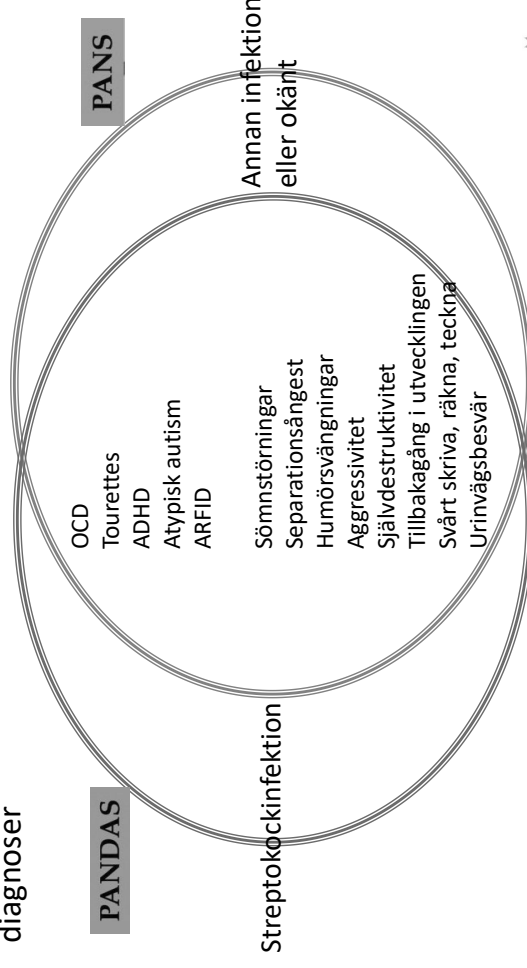 diagnoser
PANDAS
PANS
Streptokockinfektion
OCD
Tourettes
ADHD
Atypisk autism
ARFID
Sömnstörningar
Separationsångest
Humörsvängningar
Aggressivitet
Självdestruktivitet
Tillbakagång i utvecklingen
Svårt skriva, räkna, teckna
Urinvägsbesvär
Annan infektion
eller okänt